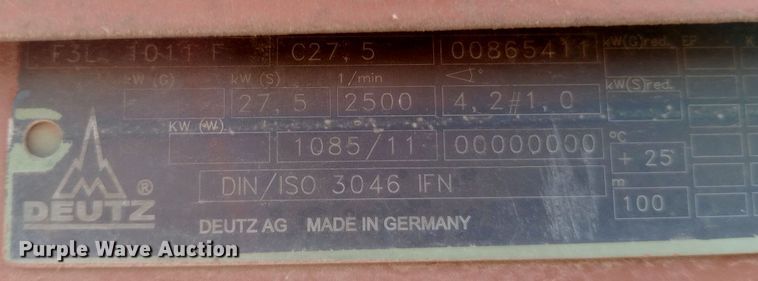 F3L 1011 F C27,5 00865411 kW(G)red. EP K
kW (G) kW (S) 1/min ∢°
27,5 2500 4,2#1,0 kW(S)red.
KW
1085/11 00000000 °C
+ 25
DIN/ISO 3046 IFN m
100
DEUTZ ®
DEUTZ AG MADE IN GERMANY
Purple Wave Auction